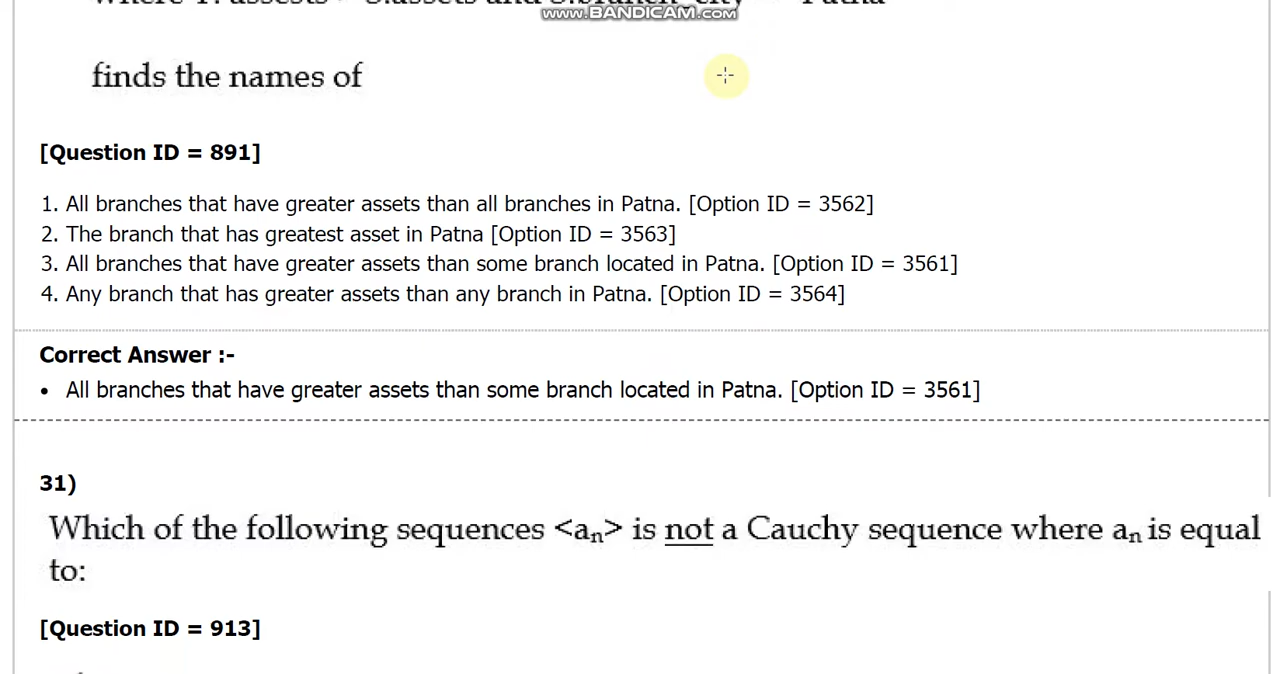 www.BANDICAM.com
finds the names of
[Question ID = 891]
1. All branches that have greater assets than all branches in Patna. [Option ID = 3562]
2. The branch that has greatest asset in Patna [Option ID = 3563]
3. All branches that have greater assets than some branch located in Patna. [Option ID = 3561]
4. Any branch that has greater assets than any branch in Patna. [Option ID = 3564]
Correct Answer :-
• All branches that have greater assets than some branch located in Patna. [Option ID = 3561]
31)
Which of the following sequences <aₙ> is not a Cauchy sequence where aₙ is equal
to:
[Question ID = 913]